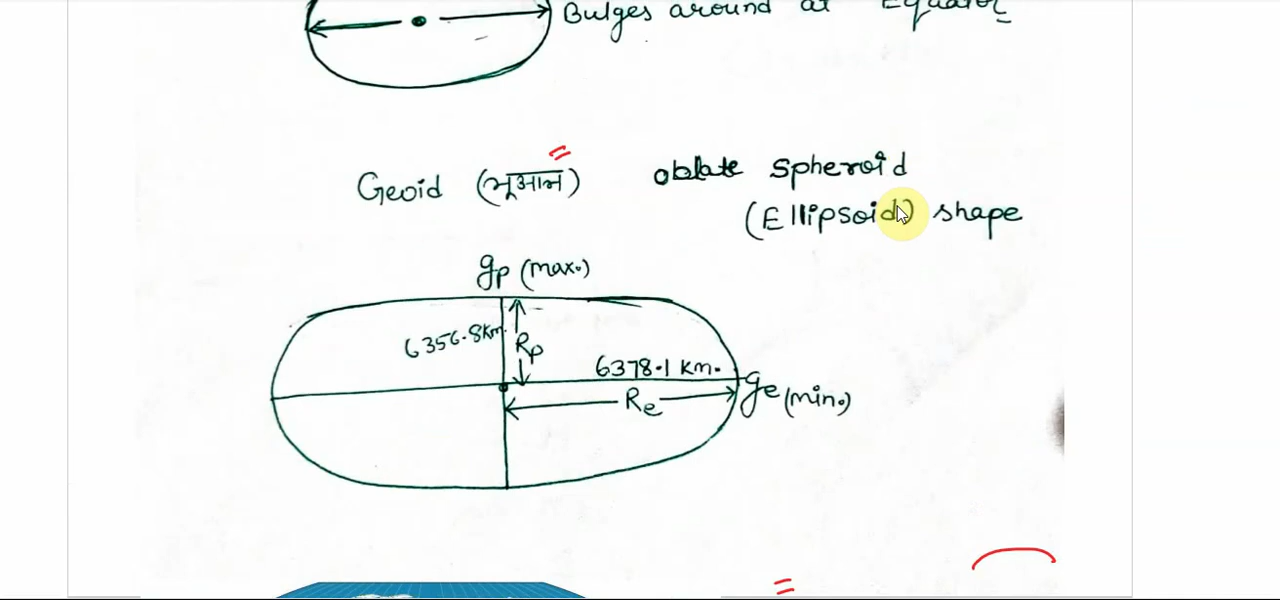 Bulges around at Equator
Geoid (भूआभ) oblate Spheroid
(Ellipsoid) shape
gp (max.)
6356.8km.
Rp
6378.1 km.
Re
ge (min.)